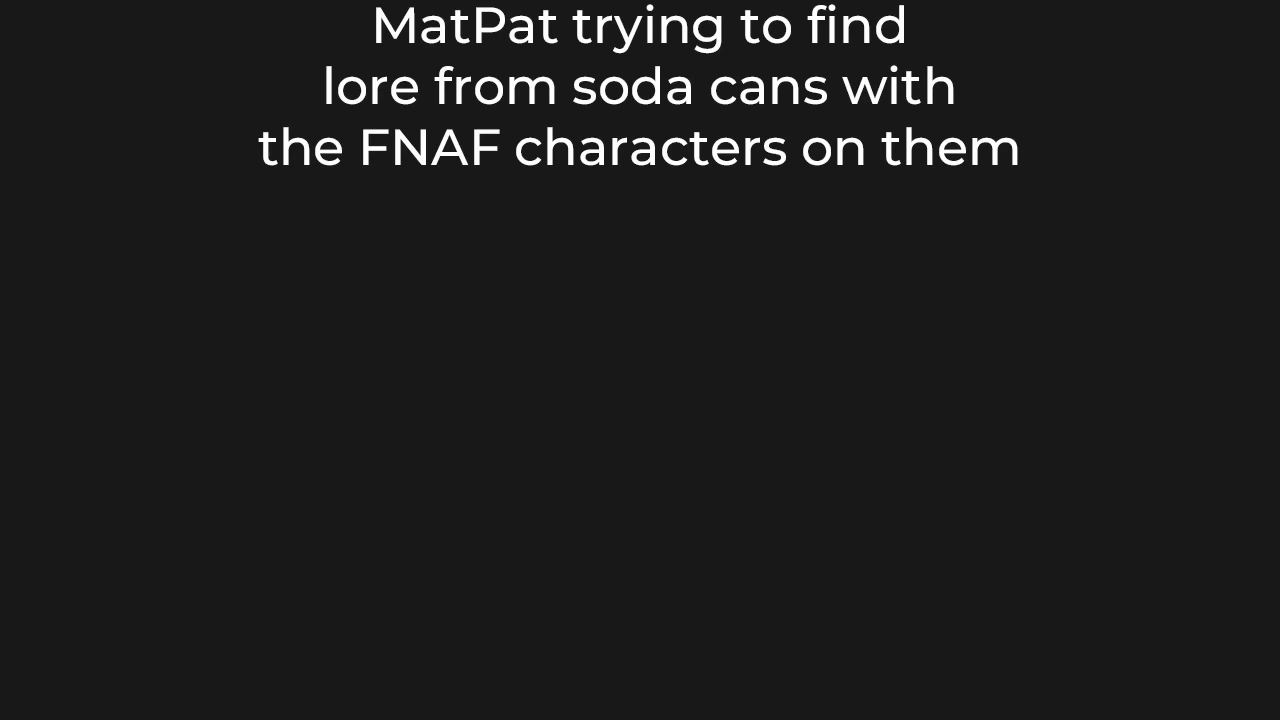 MatPat trying to find
lore from soda cans with
the FNAF characters on them